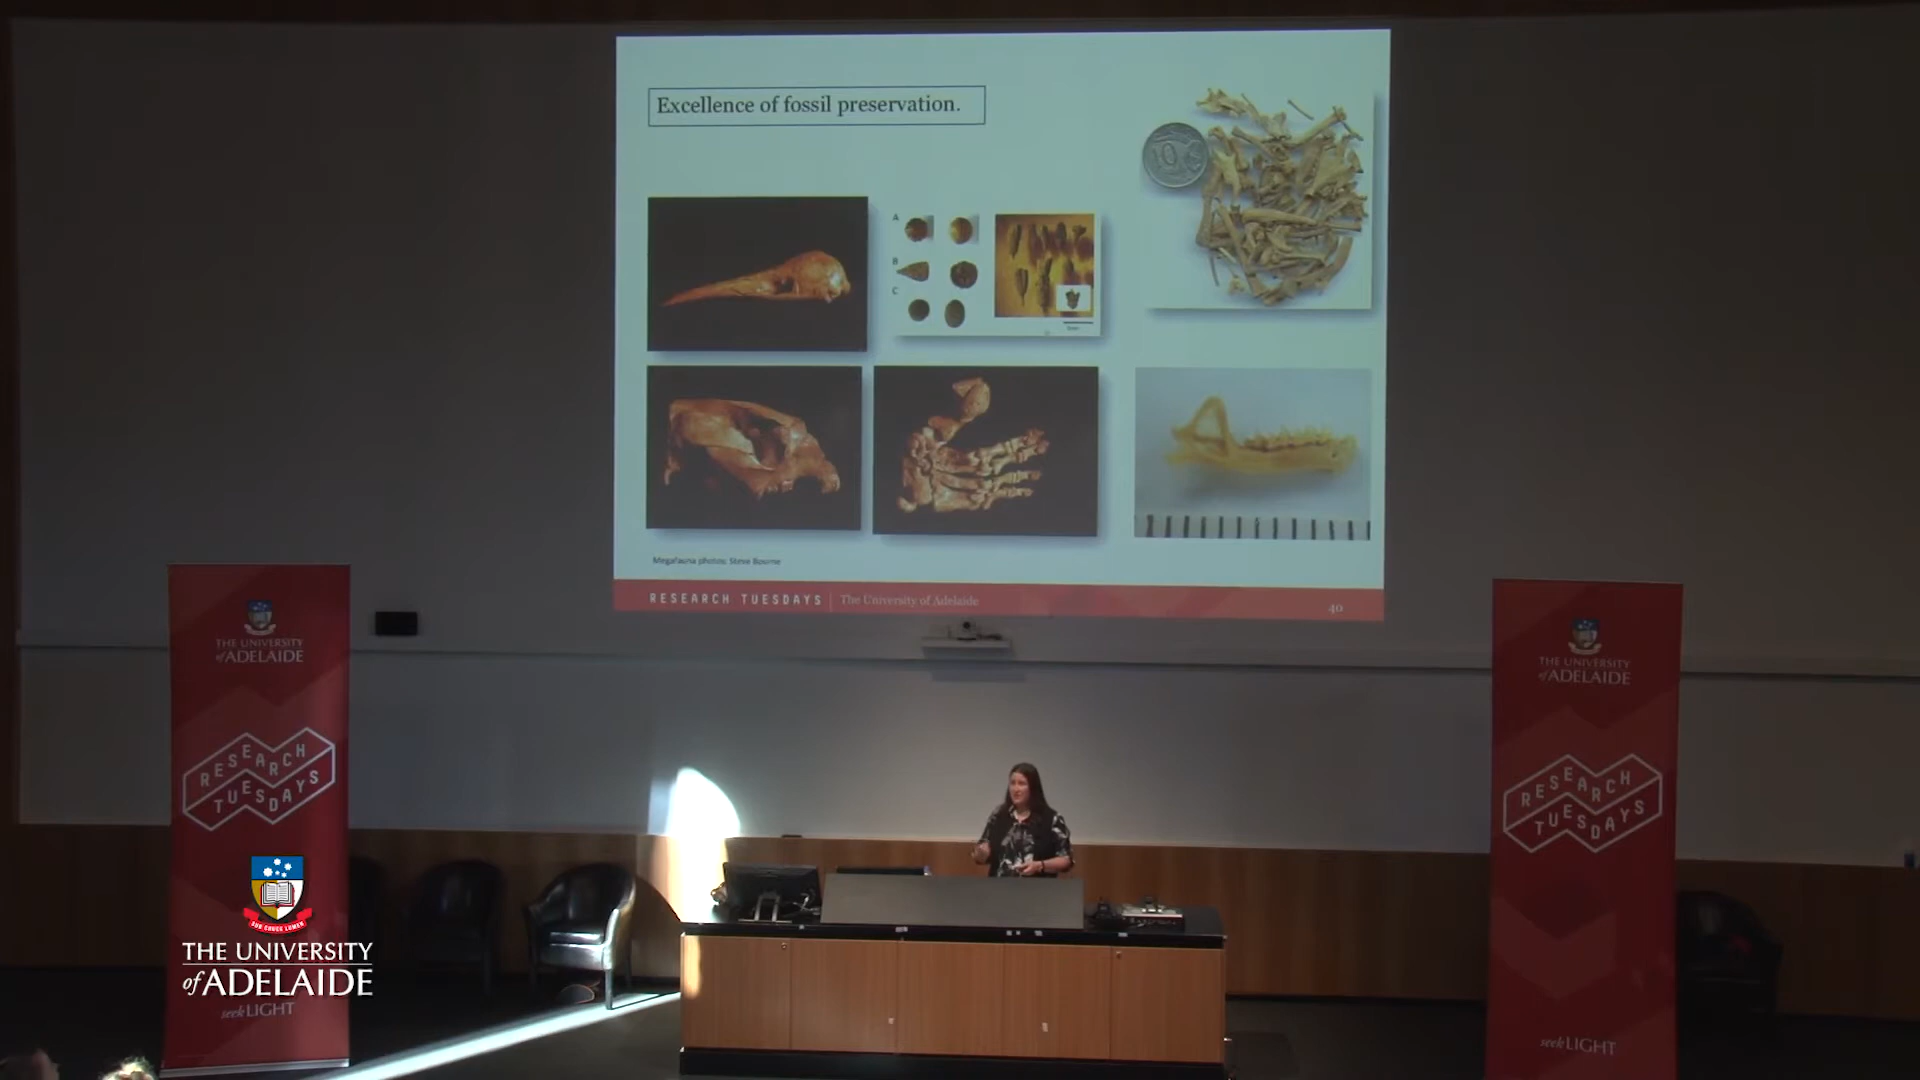 Excellence of fossil preservation.
10
A
B
C
Megafauna photos: Steve Bourne
RESEARCH TUESDAYS | The University of Adelaide
40
THE UNIVERSITY
of ADELAIDE
RESEARCH
TUESDAYS
THE UNIVERSITY
of ADELAIDE
seek LIGHT
THE UNIVERSITY
of ADELAIDE
RESEARCH
TUESDAYS
seek LIGHT